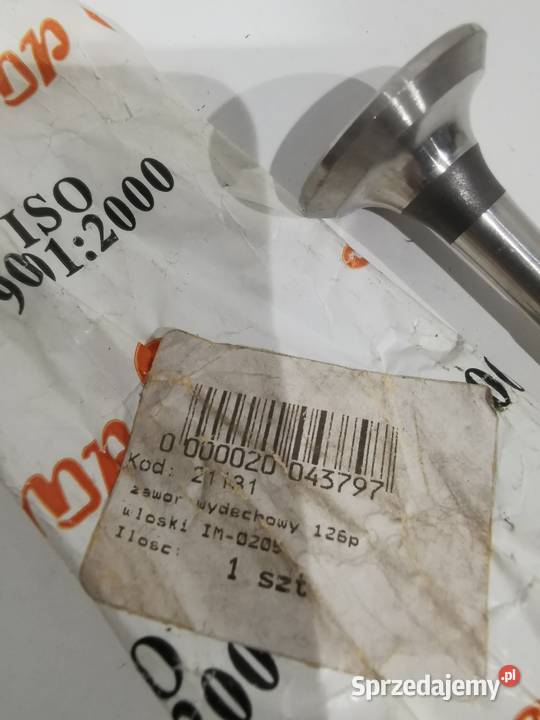 ISO
9001:2000
0 000020 043797
Kod: 21131
zawor wydechowy 126p
wloski IM-0205
Ilosc: 1 szt
Sprzedajemy.pl